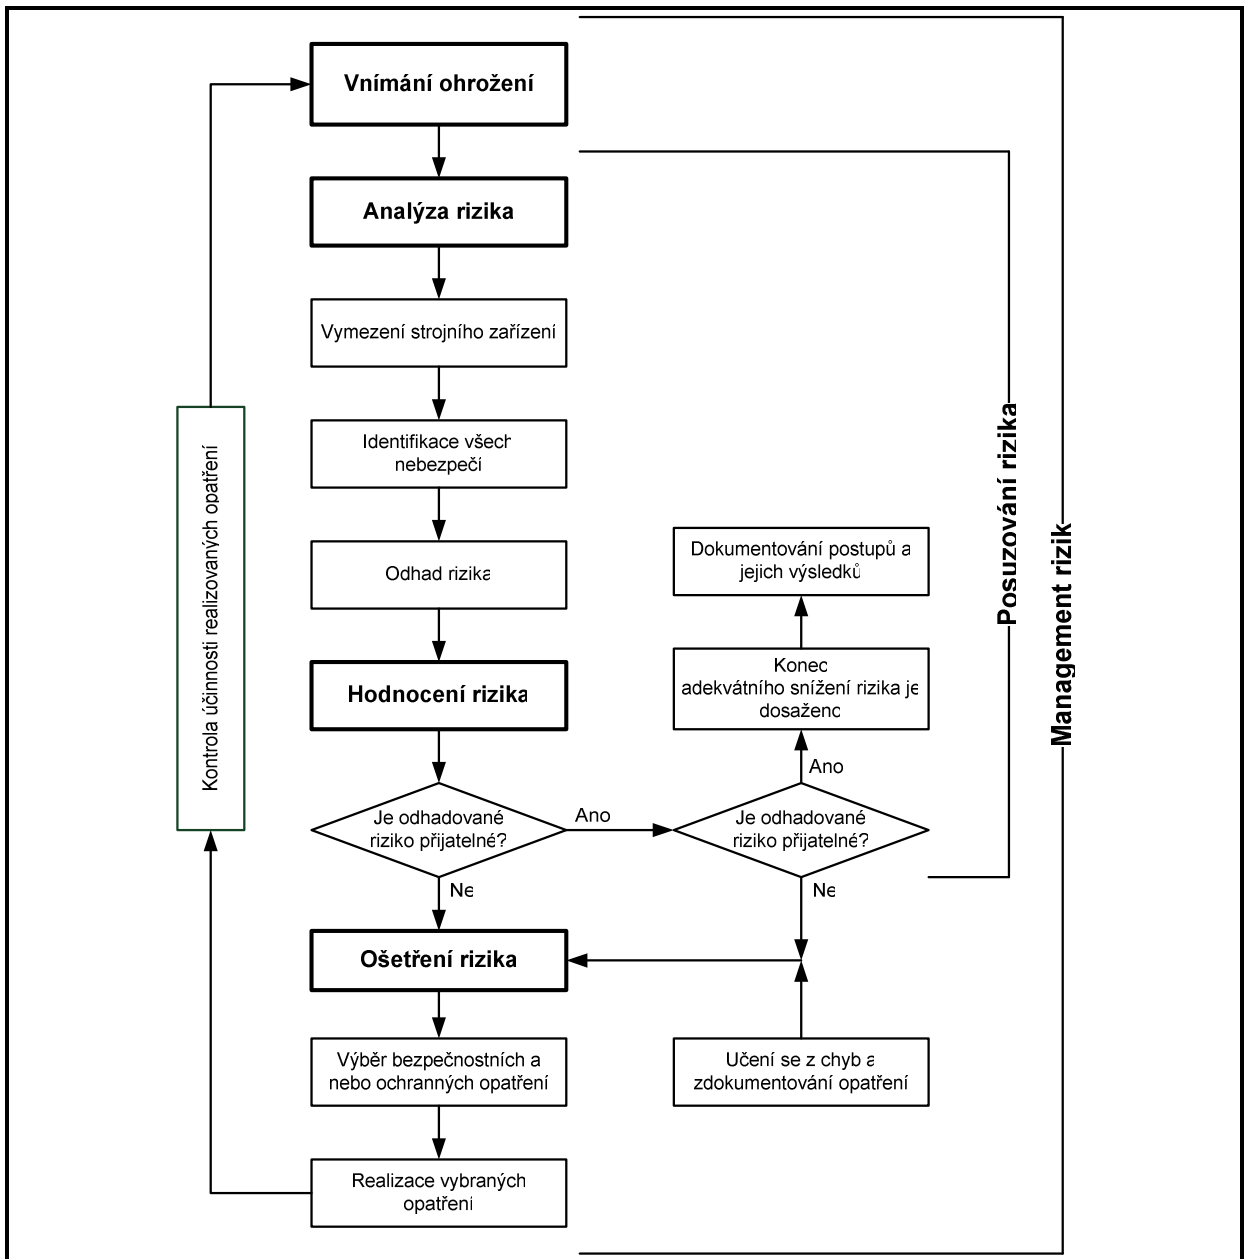 Vnímání ohrožení
Analýza rizika
Vymezení strojního zařízení
Identifikace všech
nebezpečí
Odhad rizika
Hodnocení rizika
Je odhadované
riziko přijatelné?
Ano
Ne
Je odhadované
riziko přijatelné?
Ano
Ne
Konec
adekvátního snížení rizika je
dosaženo
Dokumentování postupů a
jejich výsledků
Ošetření rizika
Výběr bezpečnostních a
nebo ochranných opatření
Realizace vybraných
opatření
Učení se z chyb a
zdokumentování opatření
Kontrola účinnosti realizovaných opatření
Posuzování rizika
Management rizik